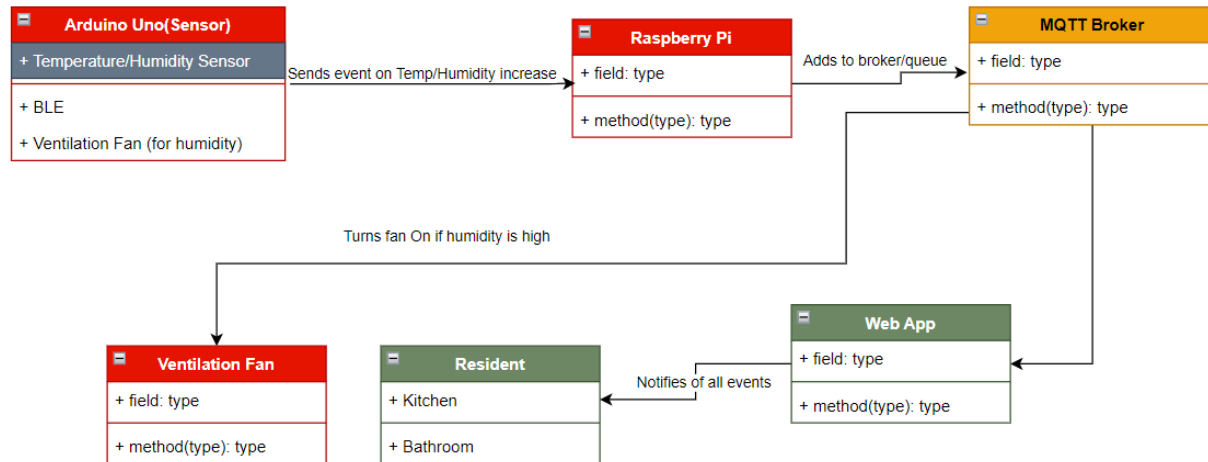 Arduino Uno(Sensor)
+ Temperature/Humidity Sensor
+ BLE
+ Ventilation Fan (for humidity)
Sends event on Temp/Humidity increase
Raspberry Pi
+ field: type
+ method(type): type
Adds to broker/queue
MQTT Broker
+ field: type
+ method(type): type
Turns fan On if humidity is high
Ventilation Fan
+ field: type
+ method(type): type
Resident
+ Kitchen
+ Bathroom
Notifies of all events
Web App
+ field: type
+ method(type): type